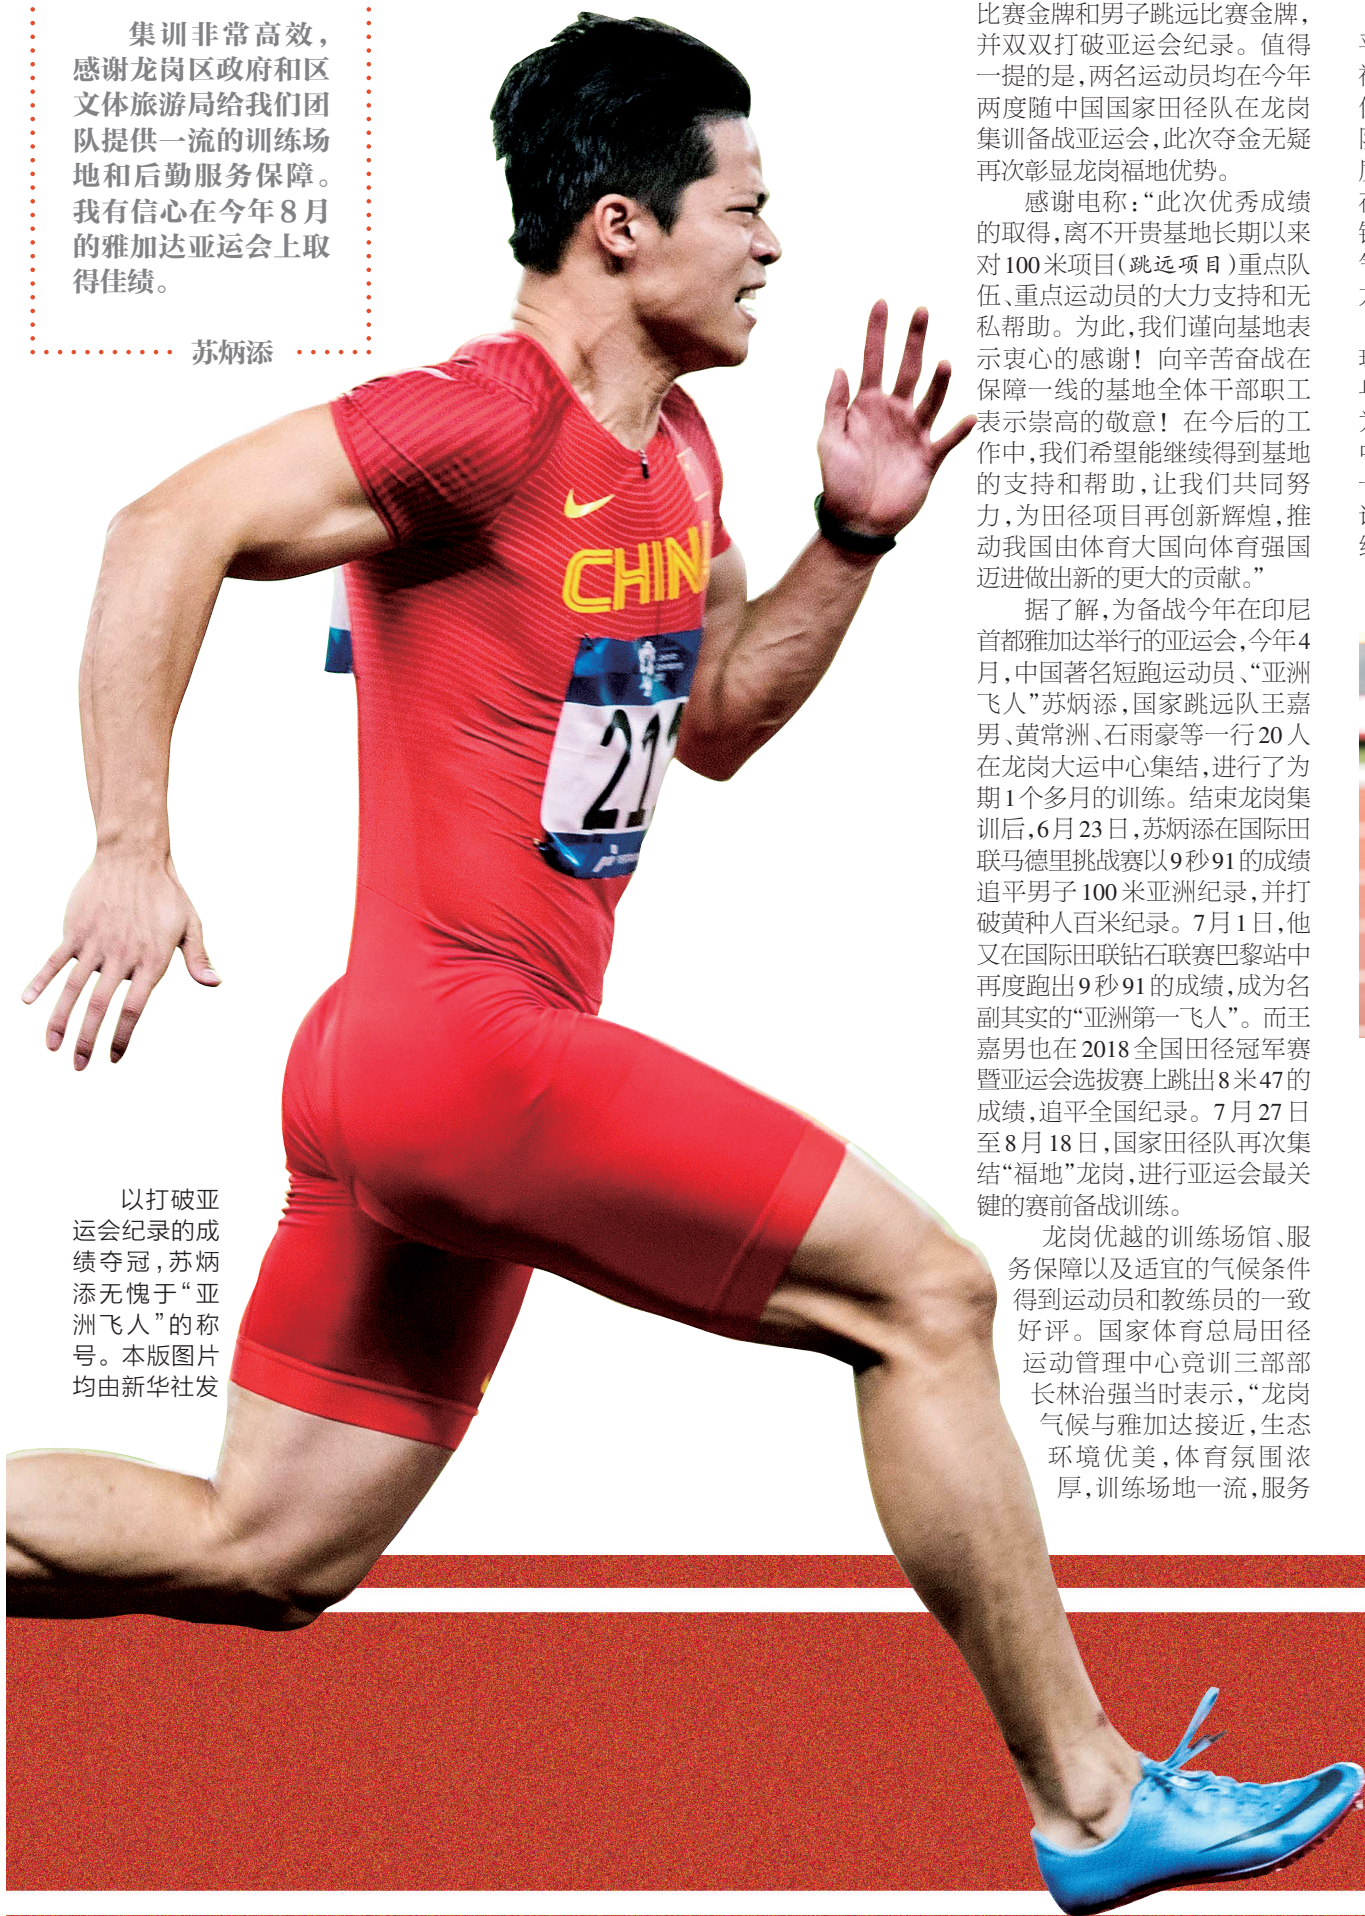 集训非常高效，
感谢龙岗区政府和区
文体旅游局给我们团
队提供一流的训练场
地和后勤服务保障。
我有信心在今年8月
的雅加达亚运会上取
得佳绩。
苏炳添
CHIN
21
以打破亚
运会纪录的成
绩夺冠，苏炳
添无愧于“亚
洲飞人”的称
号。本版图片
均由新华社发
比赛金牌和男子跳远比赛金牌，
并双双打破亚运会纪录。值得
一提的是，两名运动员均在今年
两度随中国国家田径队在龙岗
集训备战亚运会，此次夺金无疑
再次彰显龙岗福地优势。
感谢电称：“此次优秀成绩
的取得，离不开贵基地长期以来
对100米项目(跳远项目)重点队
伍、重点运动员的大力支持和无
私帮助。为此，我们谨向基地表
示衷心的感谢！向辛苦奋战在
保障一线的基地全体干部职工
表示崇高的敬意！在今后的工
作中，我们希望能继续得到基地
的支持和帮助，让我们共同努
力，为田径项目再创新辉煌，推
动我国由体育大国向体育强国
迈进做出新的更大的贡献。”
据了解，为备战今年在印尼
首都雅加达举行的亚运会，今年4
月，中国著名短跑运动员、“亚洲
飞人”苏炳添，国家跳远队王嘉
男、黄常洲、石雨豪等一行20人
在龙岗大运中心集结，进行了为
期1个多月的训练。结束龙岗集
训后，6月23日，苏炳添在国际田
联马德里挑战赛以9秒91的成绩
追平男子100米亚洲纪录，并打
破黄种人百米纪录。7月1日，他
又在国际田联钻石联赛巴黎站中
再度跑出9秒91的成绩，成为名
副其实的“亚洲第一飞人”。而王
嘉男也在2018全国田径冠军赛
暨亚运会选拔赛上跳出8米47的
成绩，追平全国纪录。7月27日
至8月18日，国家田径队再次集
结“福地”龙岗，进行亚运会最关
键的赛前备战训练。
龙岗优越的训练场馆、服
务保障以及适宜的气候条件
得到运动员和教练员的一致
好评。国家体育总局田径
运动管理中心竞训三部部
长林治强当时表示，“龙岗
气候与雅加达接近，生态
环境优美，体育氛围浓
厚，训练场地一流，服务